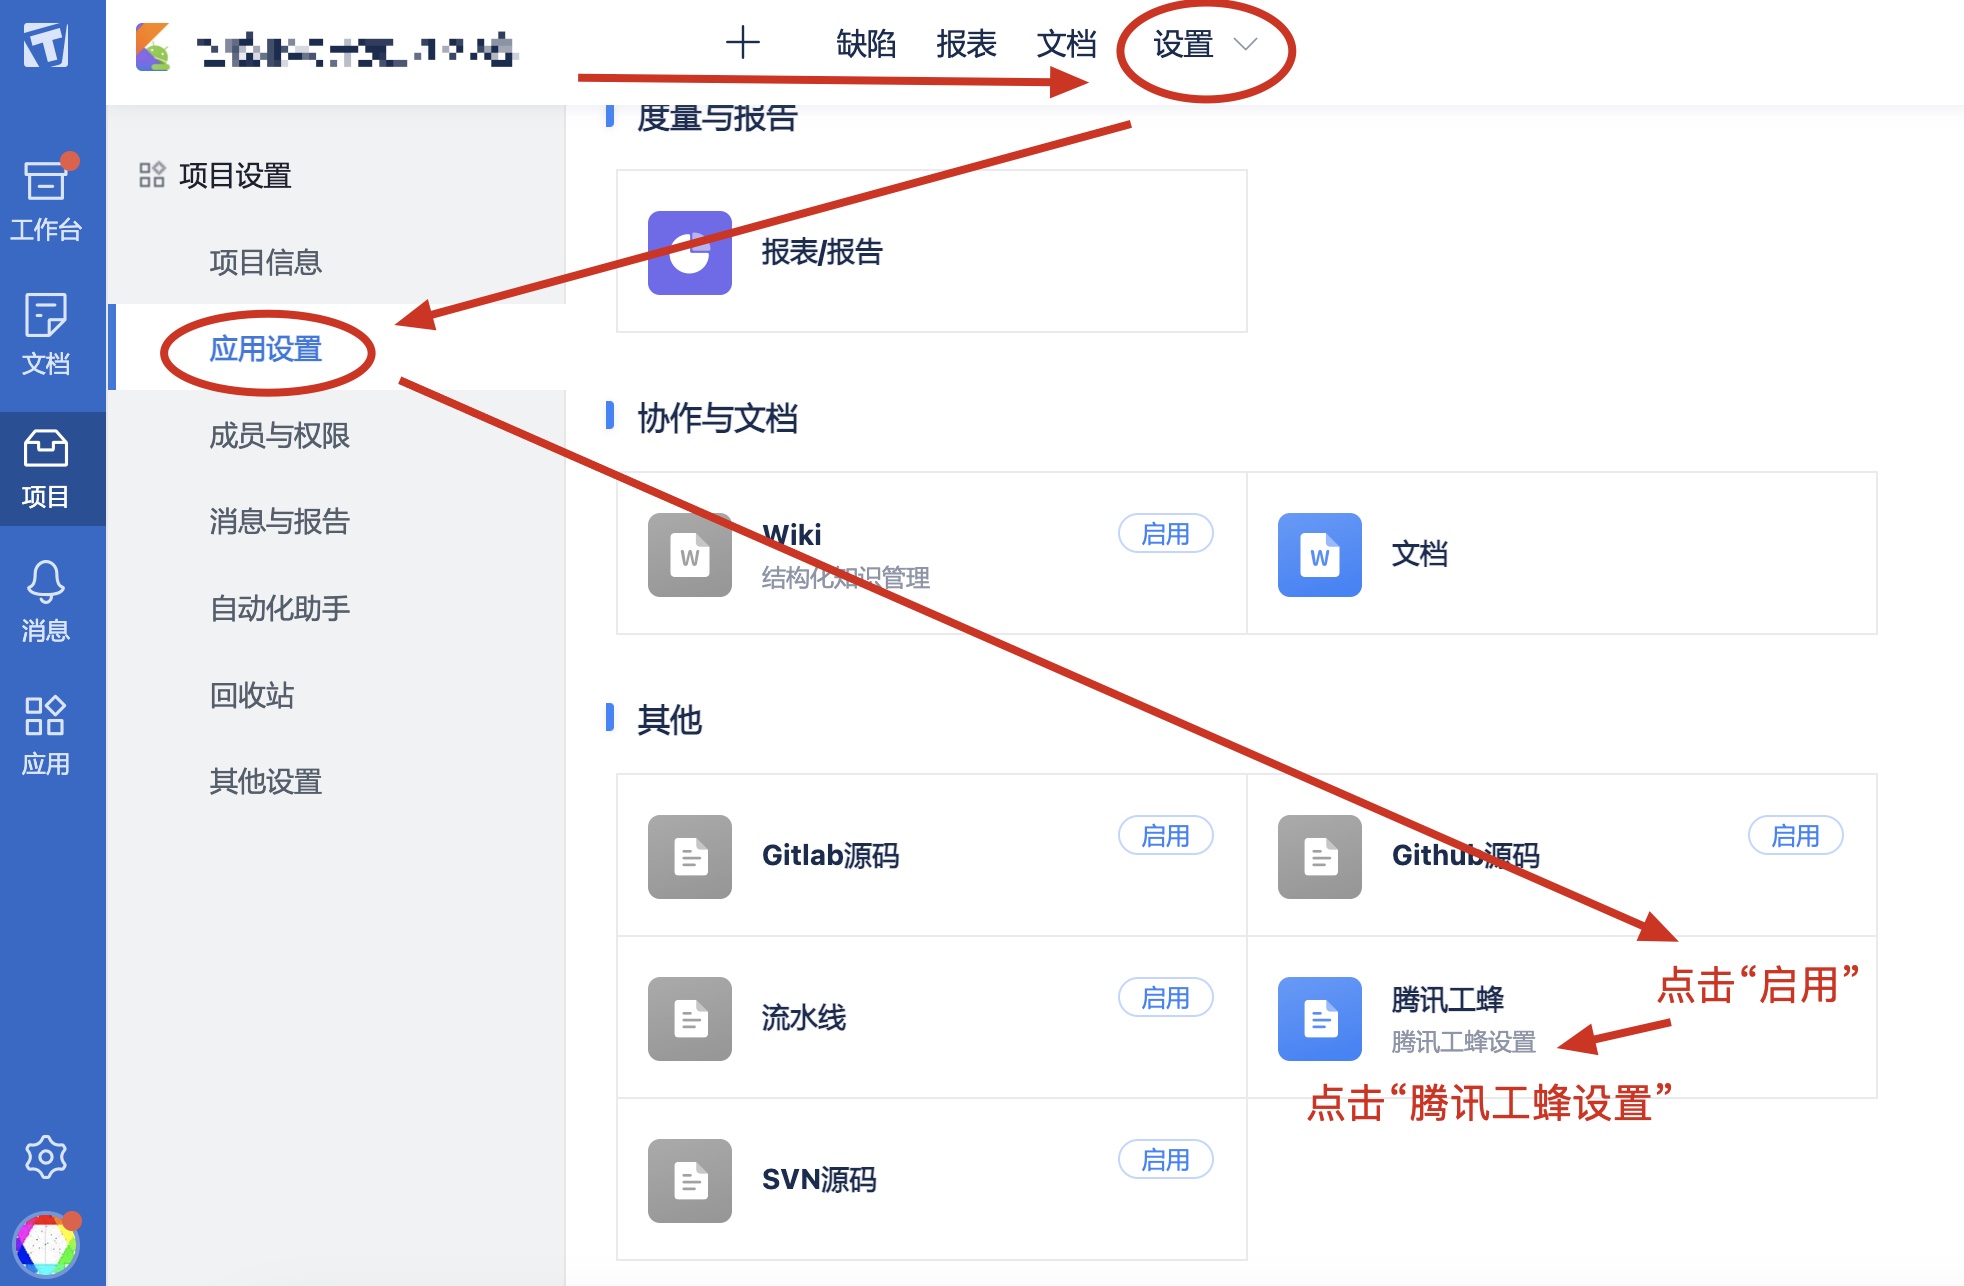 缺陷 报表 文档 设置
工作台
文档
项目
消息
应用
项目设置
项目信息
应用设置
成员与权限
消息与报告
自动化助手
回收站
其他设置
度量与报告
报表/报告
协作与文档
Wiki
启用
结构化知识管理
文档
其他
Gitlab源码
启用
Github源码
启用
流水线
启用
腾讯工蜂
腾讯工蜂设置
点击“启用”
点击“腾讯工蜂设置”
SVN源码
启用